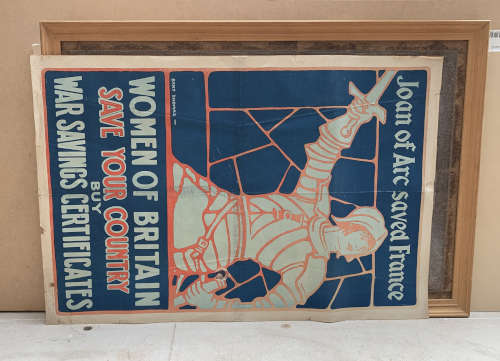 Joan of Arc saved France
WOMEN OF BRITAIN
SAVE YOUR COUNTRY
BUY
WAR SAVINGS CERTIFICATES